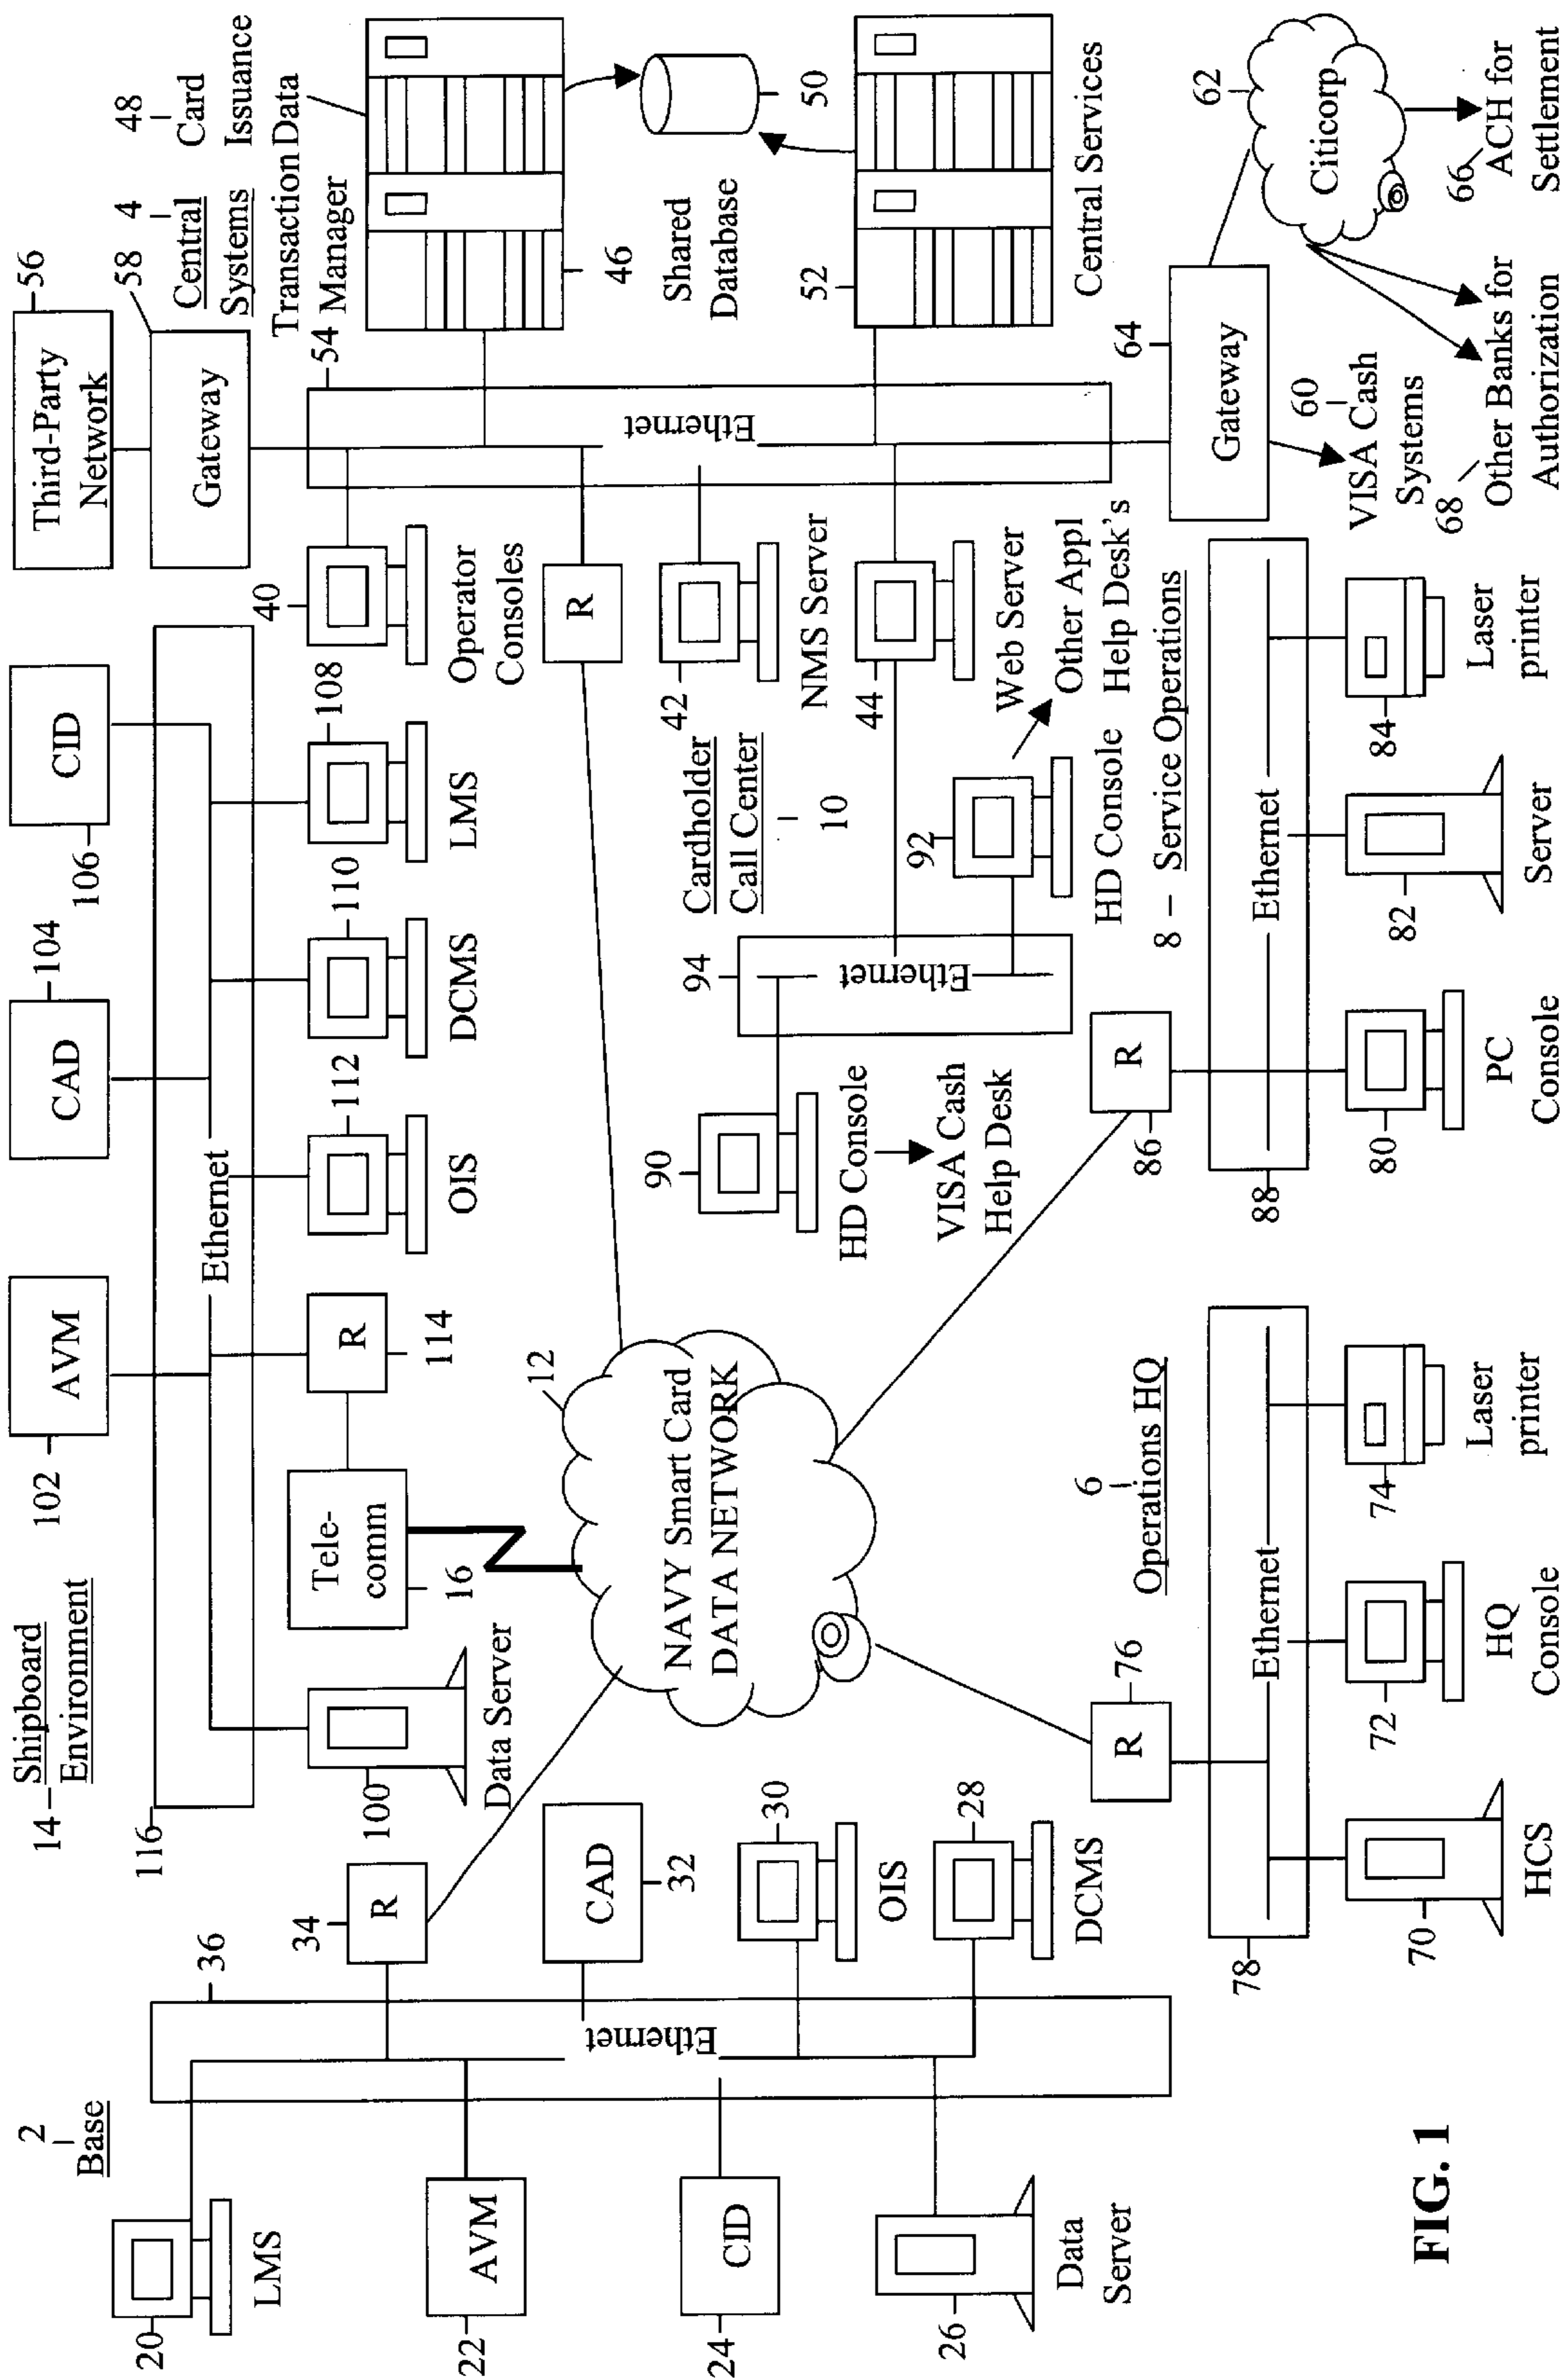 14
Shipboard
Environment
116
102
AVM
CAD
104
106
CID
Third-Party
Network
56
Gateway
58
4
Central
Systems
48
Card
Issuance
Transaction Data
Manager
Ethernet
100
Data Server
Tele-
comm
16
R
114
112
OIS
110
DCMS
108
LMS
40
Operator
Consoles
54
Ethernet
46
Shared
Database
50
52
Central Services
2
Base
20
LMS
22
AVM
24
CID
26
Data
Server
36
Ethernet
34
R
CAD
32
30
OIS
28
DCMS
12
NAVY Smart Card
DATA NETWORK
R
42
NMS Server
44
Web Server
Cardholder
Call Center
10
90
HD Console
VISA Cash
Help Desk
94
Ethernet
92
HD Console
Other Appl
Help Desk's
64
Gateway
60
VISA Cash
Systems
62
Citicorp
66
ACH for
Settlement
68
Other Banks for
Authorization
6
Operations HQ
R
76
78
Ethernet
70
HCS
72
HQ
Console
74
Laser
printer
8
Service Operations
86
R
88
Ethernet
80
PC
Console
82
Server
84
Laser
printer
FIG. 1